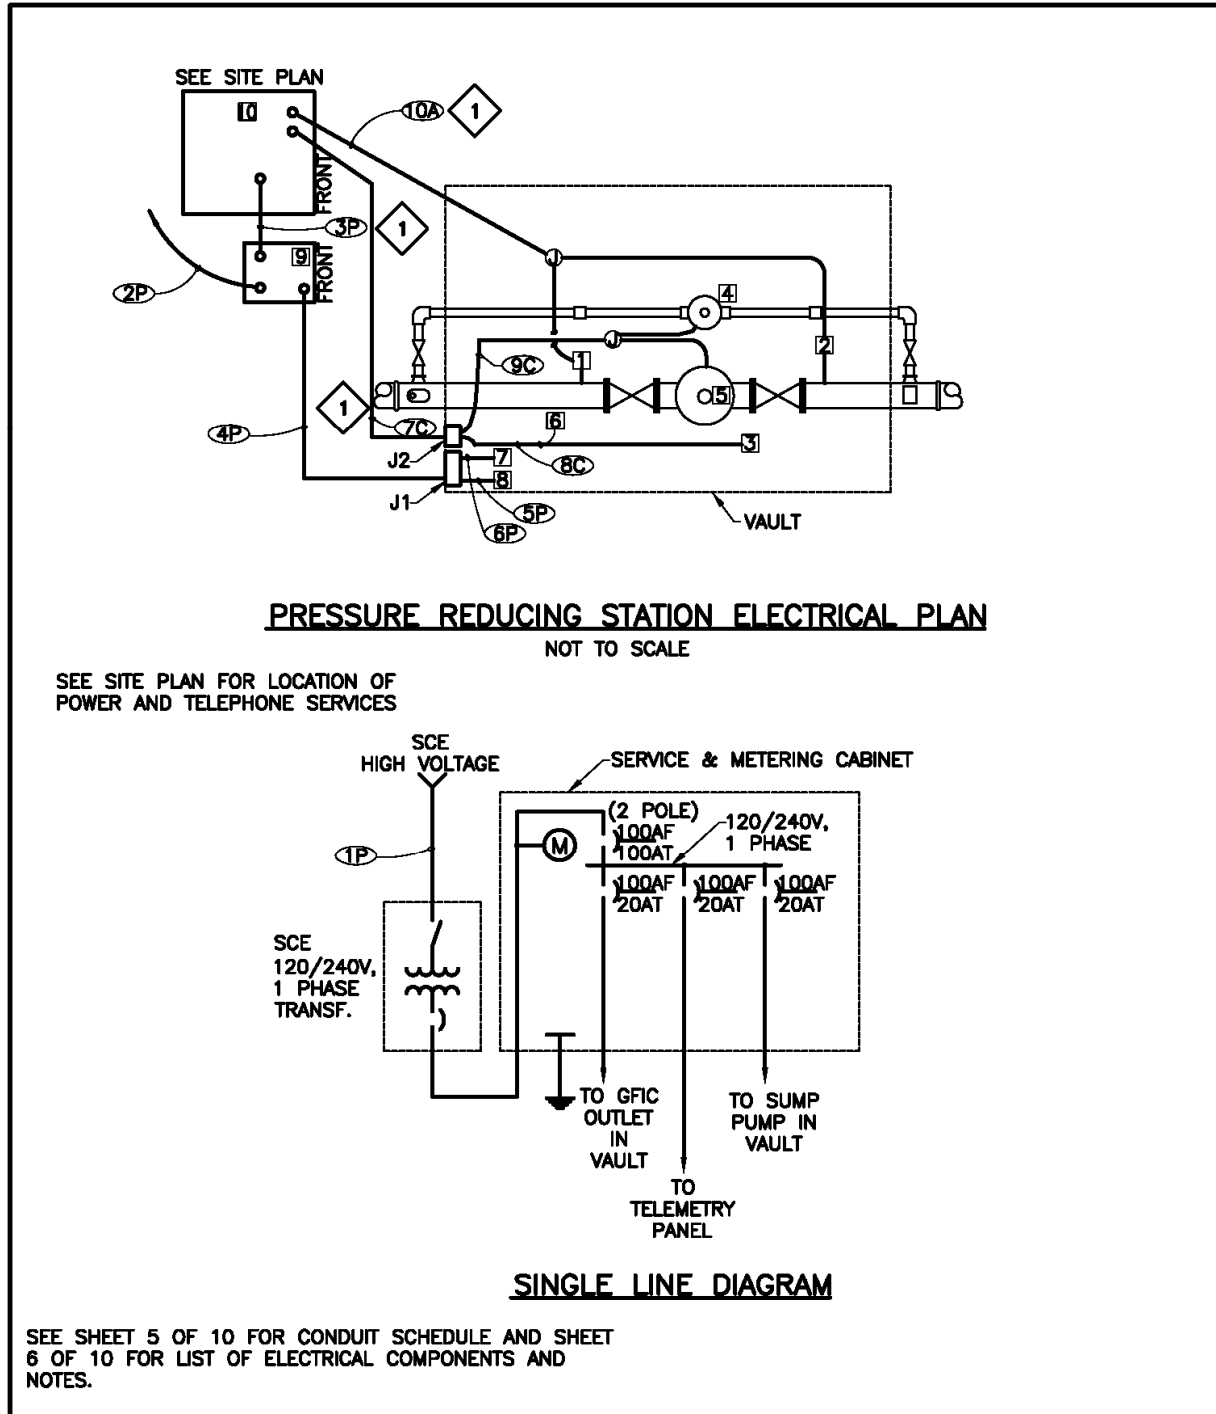 SEE SITE PLAN
10
10A
1
FRONT
3P
1
9
FRONT
2P
J
4
J
2
1
9C
5
1
7C
6
4P
J2
3
7
8C
8
J1
5P
6P
VAULT
PRESSURE REDUCING STATION ELECTRICAL PLAN
NOT TO SCALE
SEE SITE PLAN FOR LOCATION OF
POWER AND TELEPHONE SERVICES
SCE
HIGH VOLTAGE
SERVICE & METERING CABINET
(2 POLE)
100AF
100AT
120/240V,
1 PHASE
M
1P
100AF
20AT
100AF
20AT
100AF
20AT
SCE
120/240V,
1 PHASE
TRANSF.
TO GFIC
OUTLET
IN
VAULT
TO SUMP
PUMP IN
VAULT
TO
TELEMETRY
PANEL
SINGLE LINE DIAGRAM
SEE SHEET 5 OF 10 FOR CONDUIT SCHEDULE AND SHEET
6 OF 10 FOR LIST OF ELECTRICAL COMPONENTS AND
NOTES.